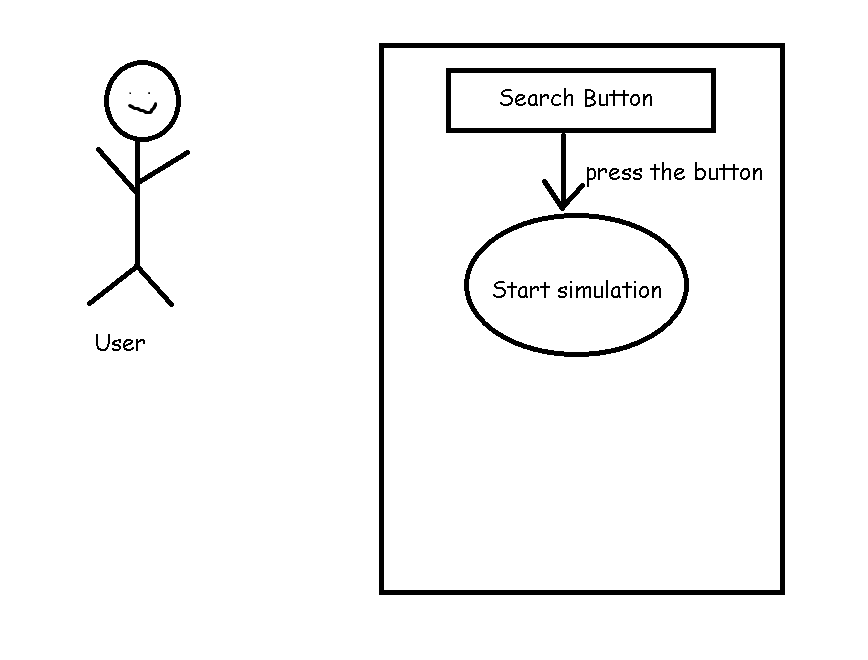 Search Button
press the button
Start simulation
User